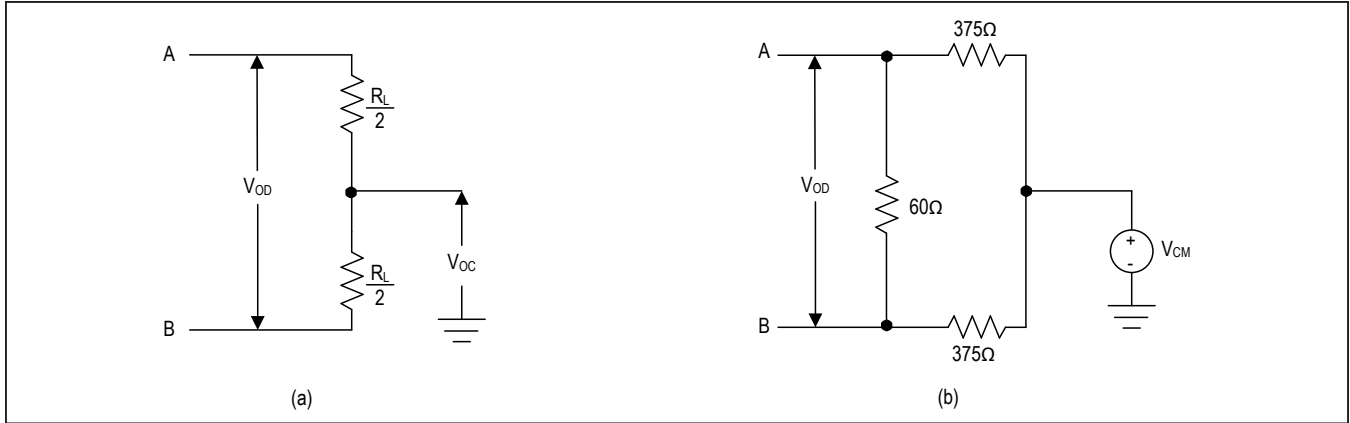 A
R_L
2
V_OD
R_L
2
V_OC
B
(a)
375Ω
A
V_OD
60Ω
+
-
V_CM
B
375Ω
(b)